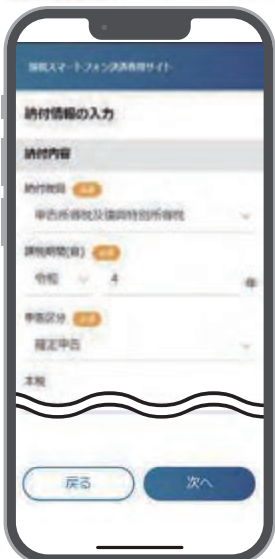 国税スマートフォン決済専用サイト
納付情報の入力
納付内容
納付税目 必須
申告所得税及復興特別所得税
課税期間(自) 必須
令和 4 年
申告区分 必須
確定申告
本税
戻る
次へ